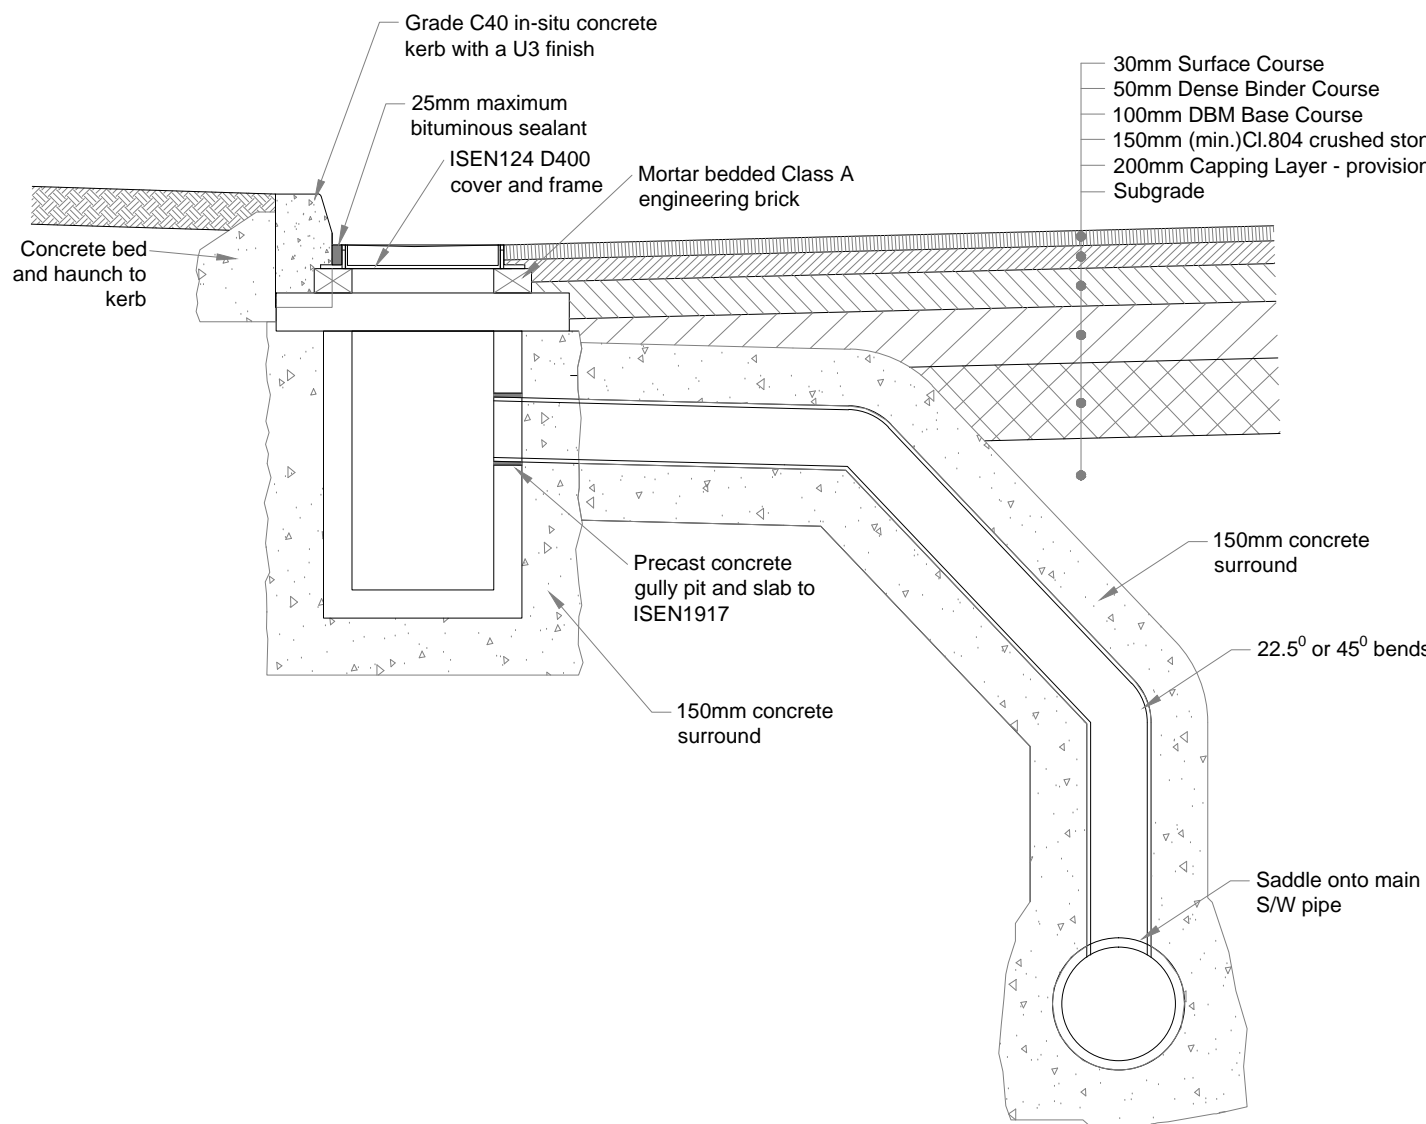 Grade C40 in-situ concrete
kerb with a U3 finish
25mm maximum
bituminous sealant
ISEN124 D400
cover and frame
Mortar bedded Class A
engineering brick
Concrete bed
and haunch to
kerb
30mm Surface Course
50mm Dense Binder Course
100mm DBM Base Course
150mm (min.)Cl.804 crushed ston
200mm Capping Layer - provision
Subgrade
Precast concrete
gully pit and slab to
ISEN1917
150mm concrete
surround
22.5⁰ or 45⁰ bends
150mm concrete
surround
Saddle onto main
S/W pipe